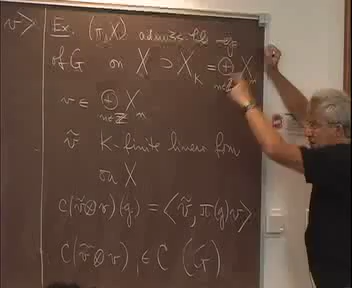 v> Ex. (π, X) admissible rep
of G on X ⊃ X_K = ⊕ X_n
n∈ℤ
v ∈ ⊕ X_n
n∈ℤ
ṽ K-finite linear form
on X
c(ṽ⊗v)(g) = ⟨ṽ, π(g)v⟩
c(ṽ⊗v) ∈ C (G)